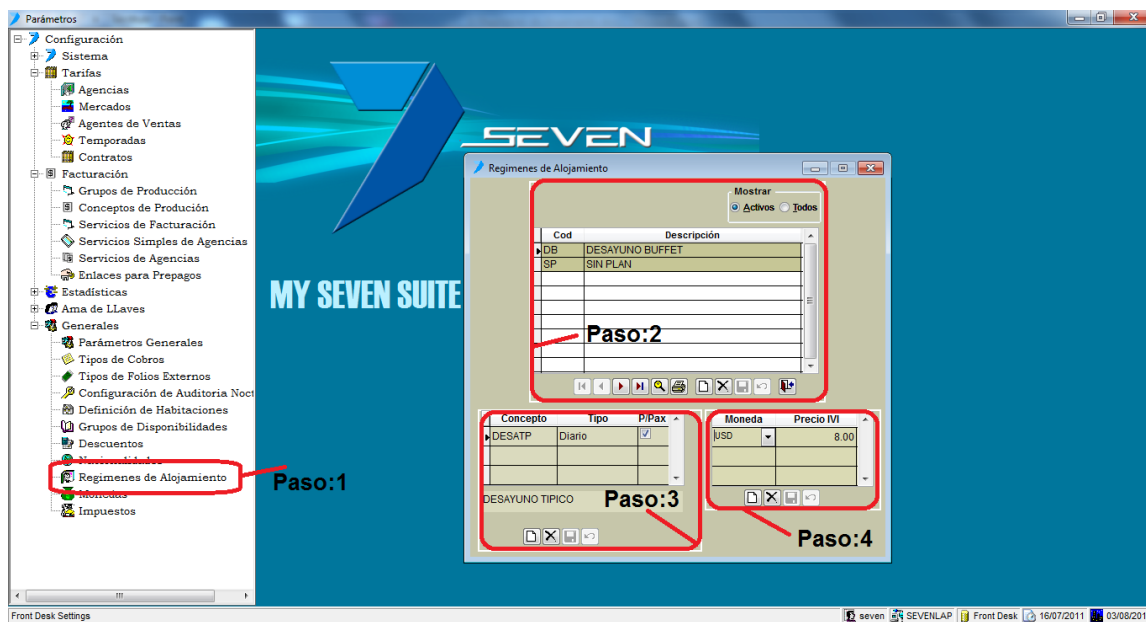 Parámetros
Configuración
Sistema
Tarifas
Agencias
Mercados
Agentes de Ventas
Temporadas
Contratos
Facturación
Grupos de Producción
Conceptos de Produción
Servicios de Facturación
Servicios Simples de Agencias
Servicios de Agencias
Enlaces para Prepagos
Estadísticas
Ama de LLaves
Generales
Parámetros Generales
Tipos de Cobros
Tipos de Folios Externos
Configuración de Auditoria Noct
Definición de Habitaciones
Grupos de Disponibilidades
Descuentos
Nacionalidades
Regimenes de Alojamiento
Monedas
Impuestos
Paso:1
SEVEN
MY SEVEN SUITE
Regimenes de Alojamiento
Mostrar
Activos Todos
Cod Descripción
DB DESAYUNO BUFFET
SP SIN PLAN
Paso:2
Concepto Tipo P/Pax
DESATP Diario
DESAYUNO TIPICO
Paso:3
Moneda Precio IVI
USD 8.00
Paso:4
Front Desk Settings seven SEVENLAP Front Desk 16/07/2011 03/08/201